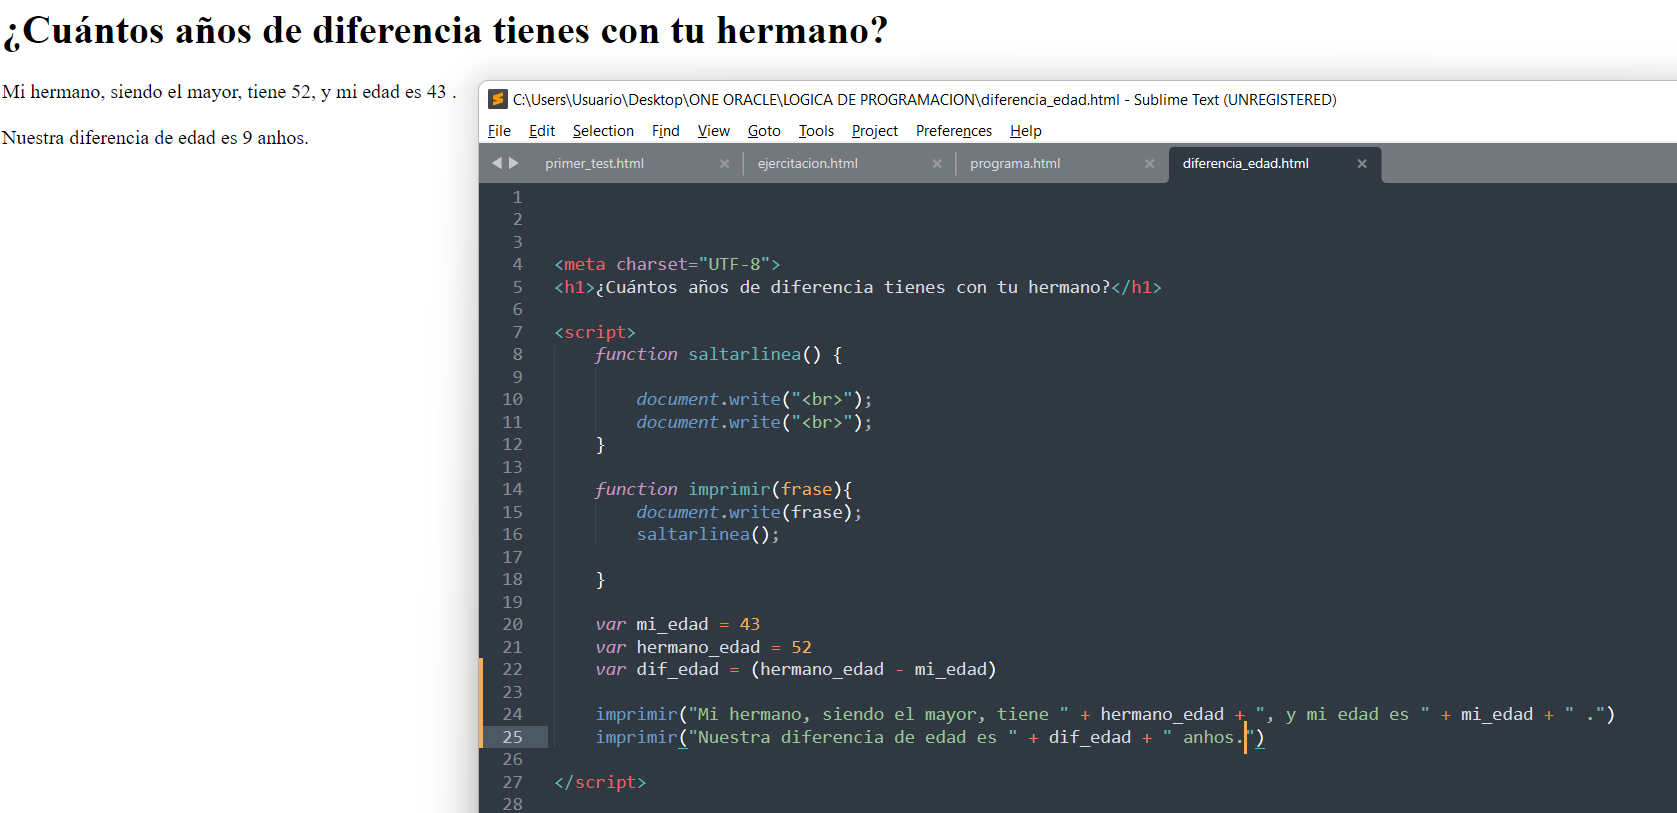 ¿Cuántos años de diferencia tienes con tu hermano?
Mi hermano, siendo el mayor, tiene 52, y mi edad es 43 .
Nuestra diferencia de edad es 9 anhos.
C:\Users\Usuario\Desktop\ONE ORACLE\LOGICA DE PROGRAMACION\diferencia_edad.html - Sublime Text (UNREGISTERED)
File Edit Selection Find View Goto Tools Project Preferences Help
primer_test.html ejercitacion.html programa.html diferencia_edad.html
1
2
3
4 <meta charset="UTF-8">
5 <h1>¿Cuántos años de diferencia tienes con tu hermano?</h1>
6
7 <script>
8 function saltarlinea() {
9
10 document.write("<br>");
11 document.write("<br>");
12 }
13
14 function imprimir(frase){
15 document.write(frase);
16 saltarlinea();
17
18 }
19
20 var mi_edad = 43
21 var hermano_edad = 52
22 var dif_edad = (hermano_edad - mi_edad)
23
24 imprimir("Mi hermano, siendo el mayor, tiene " + hermano_edad + ", y mi edad es " + mi_edad + " .")
25 imprimir("Nuestra diferencia de edad es " + dif_edad + " anhos.")
26
27 </script>
28